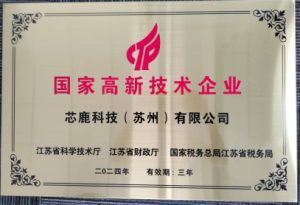 国家高新技术企业
芯鹿科技（苏州）有限公司
江苏省科学技术厅 江苏省财政厅 国家税务总局江苏省税务局
二〇二四年 有效期：三年